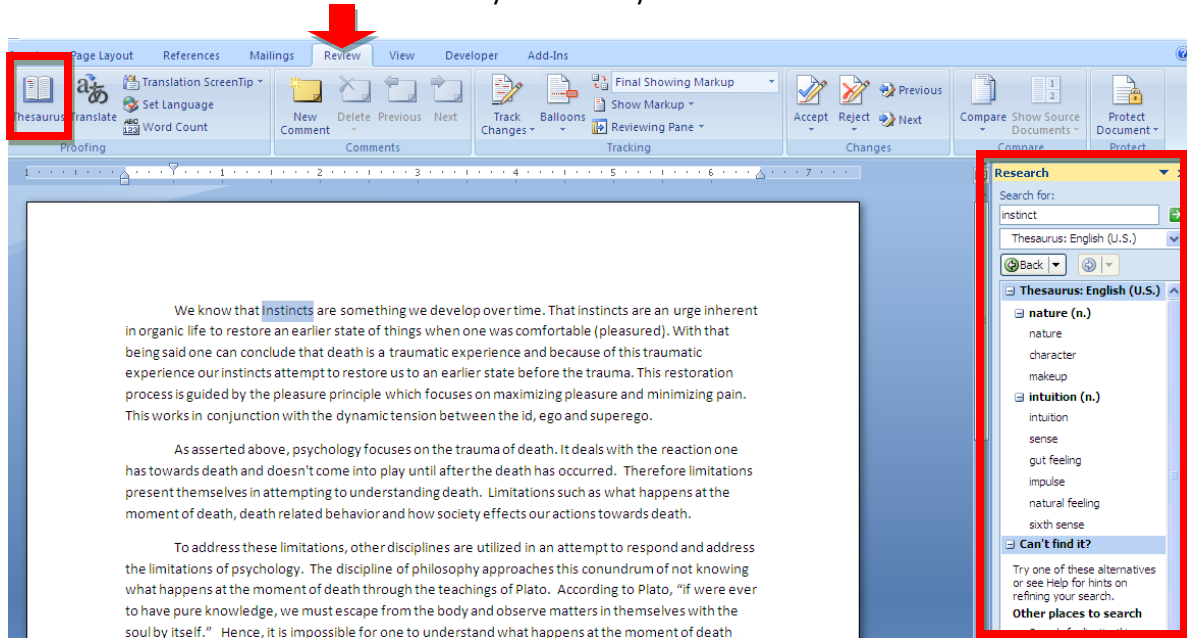 Page Layout References Mailings Review View Developer Add-Ins
Thesaurus Translate
Translation ScreenTip
Set Language
ABC 123 Word Count
Proofing
New Comment Delete Previous Next
Comments
Track Changes Balloons
Final Showing Markup
Show Markup
Reviewing Pane
Tracking
Accept Reject Previous
Next
Changes
Compare Show Source Documents
Compare
Protect Document
Protect
1 1 2 3 4 5 6 7
We know that Instincts are something we develop over time. That instincts are an urge inherent
in organic life to restore an earlier state of things when one was comfortable (pleasured). With that
being said one can conclude that death is a traumatic experience and because of this traumatic
experience our instincts attempt to restore us to an earlier state before the trauma. This restoration
process is guided by the pleasure principle which focuses on maximizing pleasure and minimizing pain.
This works in conjunction with the dynamic tension between the id, ego and superego.
As asserted above, psychology focuses on the trauma of death. It deals with the reaction one
has towards death and doesn't come into play until after the death has occurred.  Therefore limitations
present themselves in attempting to understanding death.  Limitations such as what happens at the
moment of death, death related behavior and how society effects our actions towards death.
To address these limitations, other disciplines are utilized in an attempt to respond and address
the limitations of psychology.  The discipline of philosophy approaches this conundrum of not knowing
what happens at the moment of death through the teachings of Plato.  According to Plato, “if were ever
to have pure knowledge, we must escape from the body and observe matters in themselves with the
soul by itself.”  Hence, it is impossible for one to understand what happens at the moment of death
Research
Search for:
instinct
Thesaurus: English (U.S.)
Back
Thesaurus: English (U.S.)
nature (n.)
nature
character
makeup
intuition (n.)
intuition
sense
gut feeling
impulse
natural feeling
sixth sense
Can't find it?
Try one of these alternatives
or see Help for hints on
refining your search.
Other places to search